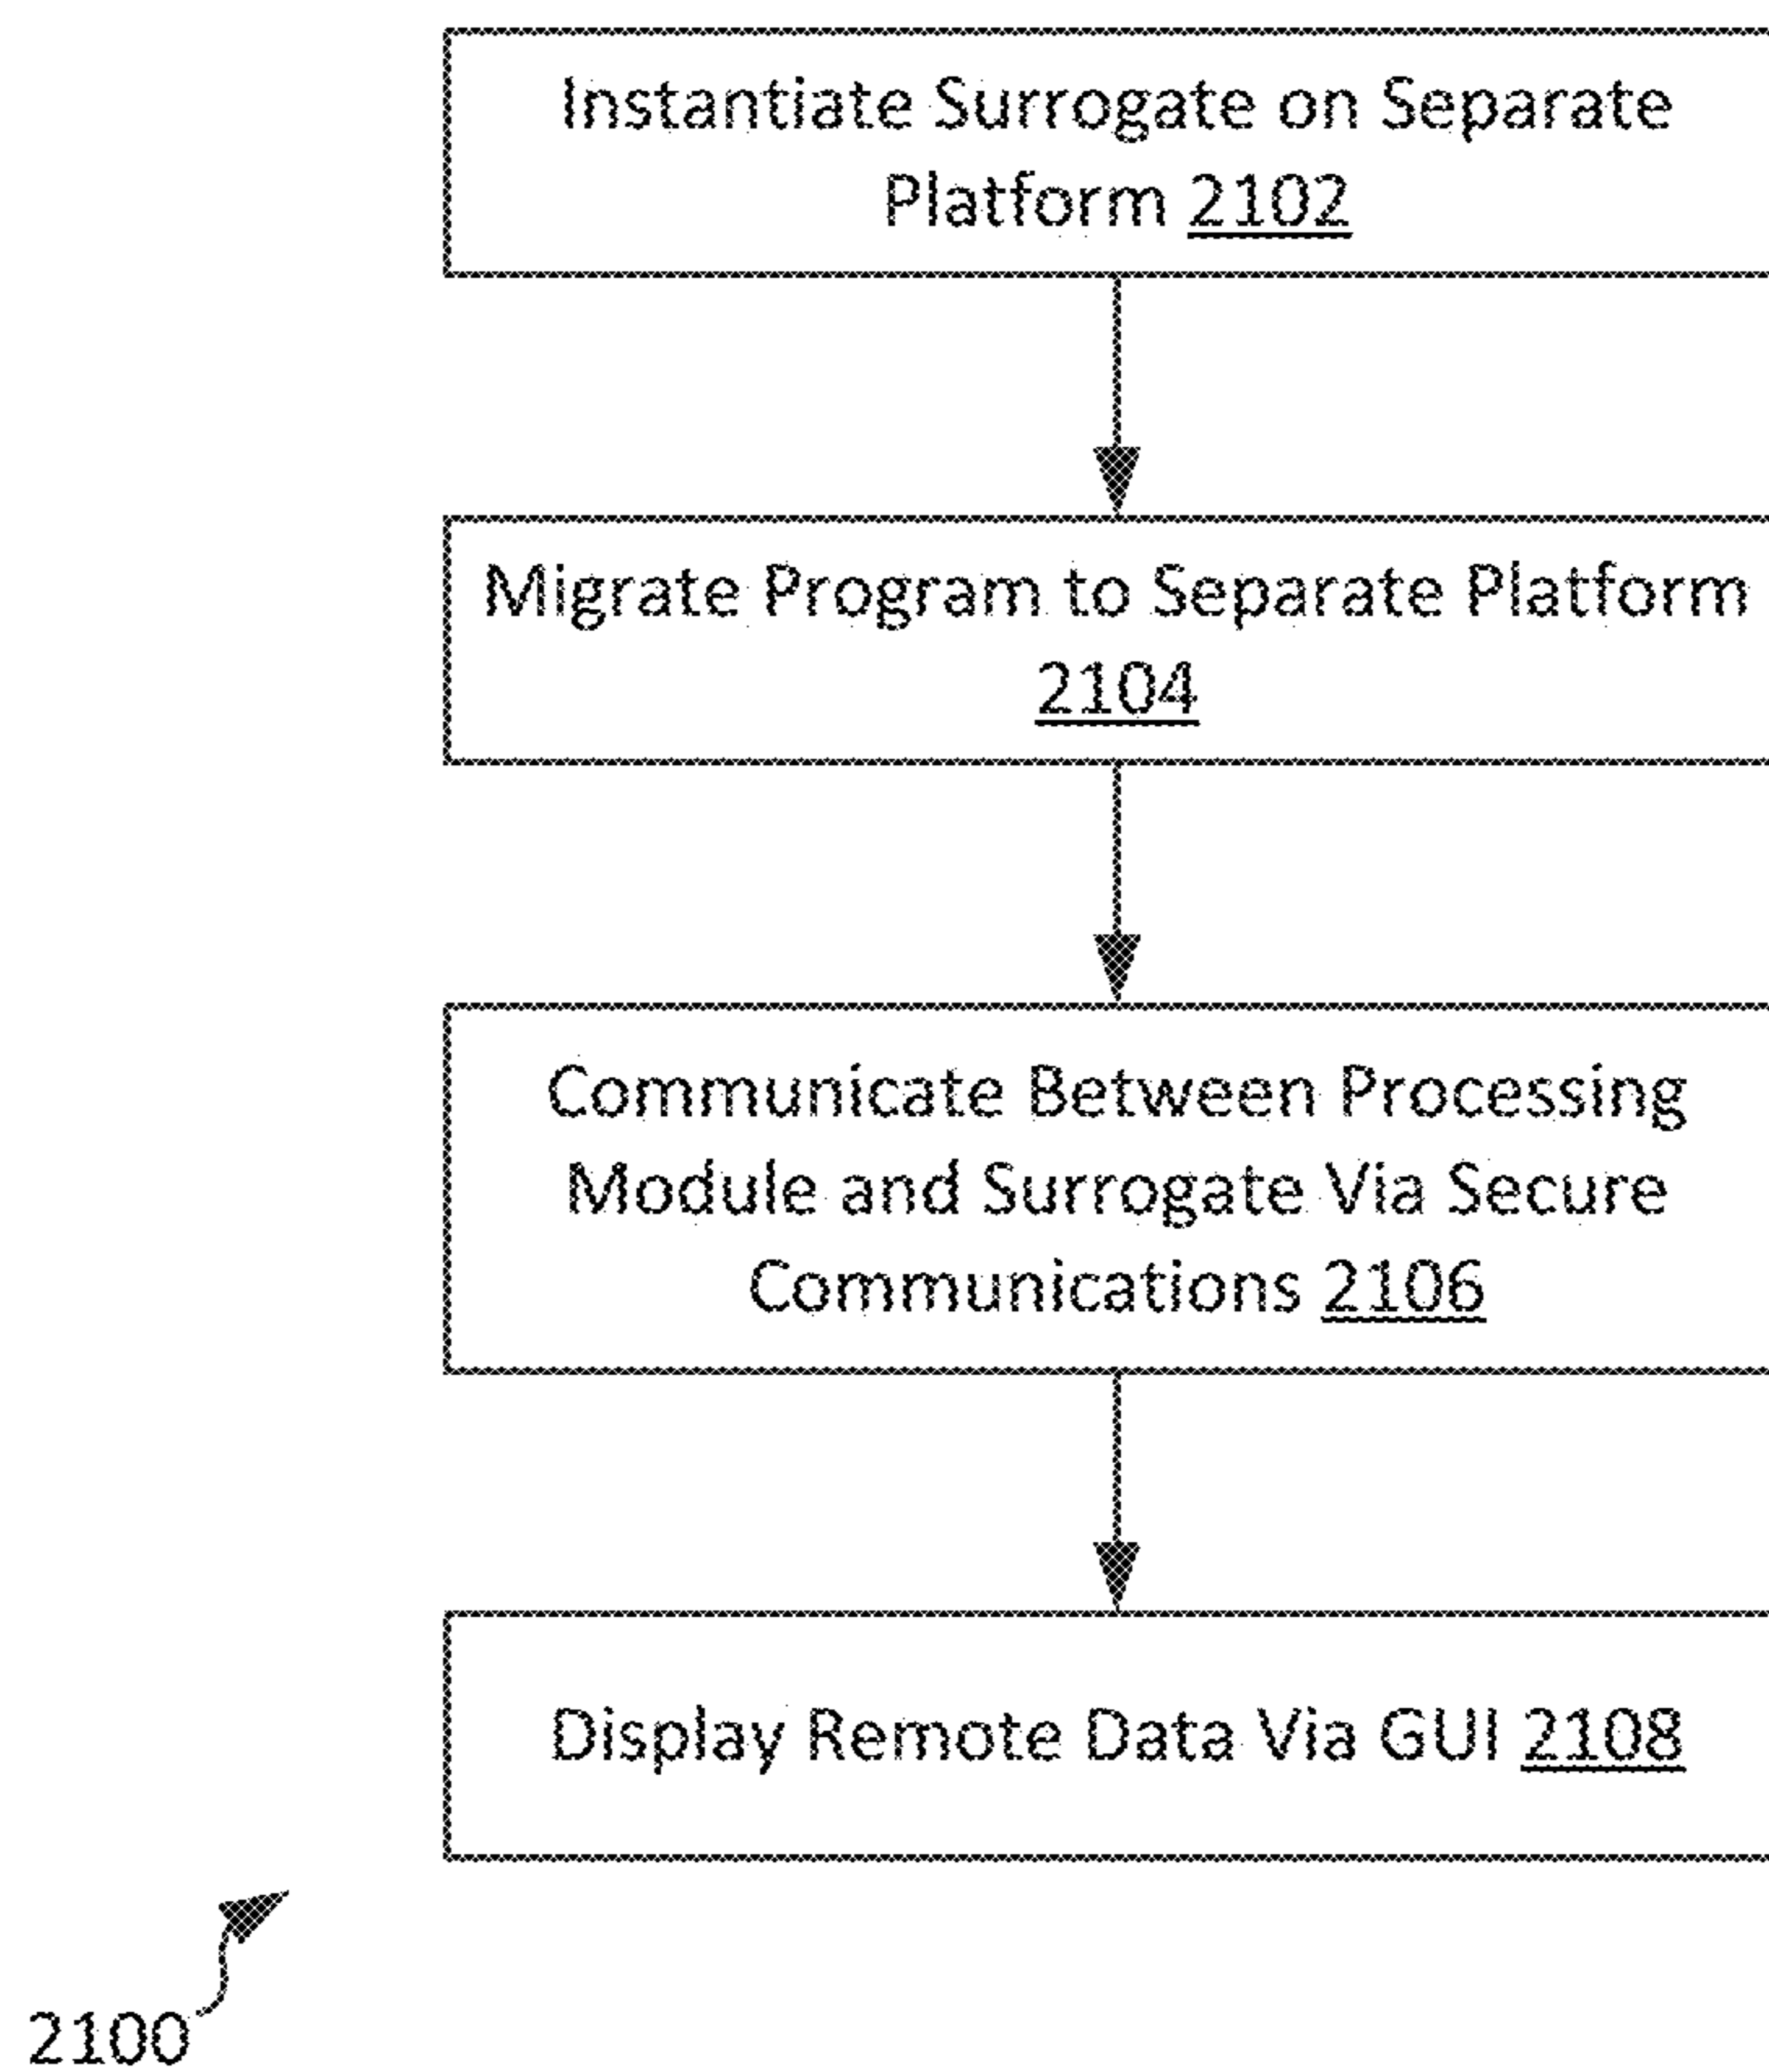 Instantiate Surrogate on Separate
Platform 2102
Migrate Program to Separate Platform
2104
Communicate Between Processing
Module and Surrogate Via Secure
Communications 2106
Display Remote Data Via GUI 2108
2100